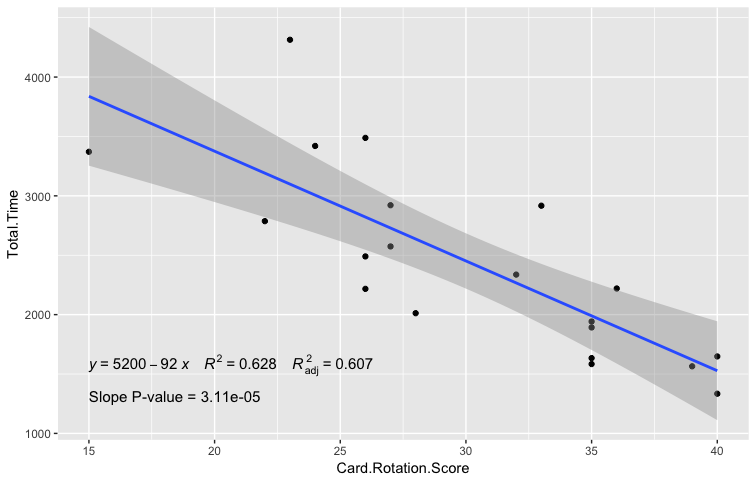 4000
3000
2000
1000
Total.Time
y = 5200 – 92 x R² = 0.628 R²adj = 0.607
Slope P-value = 3.11e-05
15 20 25 30 35 40
Card.Rotation.Score